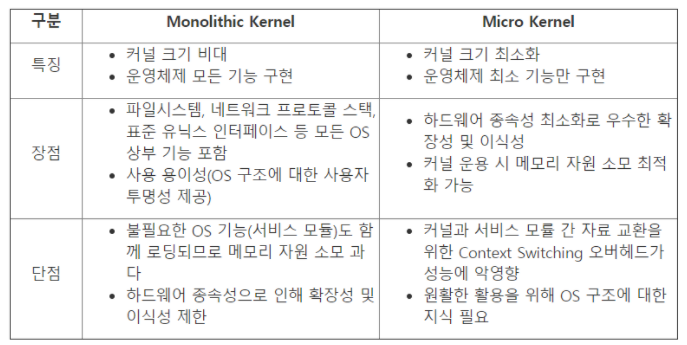 구분 Monolithic Kernel Micro Kernel
특징
• 커널 크기 비대
• 운영체제 모든 기능 구현
• 커널 크기 최소화
• 운영체제 최소 기능만 구현
장점
• 파일시스템, 네트워크 프로토콜 스택,
표준 유닉스 인터페이스 등 모든 OS
상부 기능 포함
• 사용 용이성(OS 구조에 대한 사용자
투명성 제공)
• 하드웨어 종속성 최소화로 우수한 확
장성 및 이식성
• 커널 운용 시 메모리 자원 소모 최적
화 가능
단점
• 불필요한 OS 기능(서비스 모듈)도 함
께 로딩되므로 메모리 자원 소모 과
다
• 하드웨어 종속성으로 인해 확장성 및
이식성 제한
• 커널과 서비스 모률 간 자료 교환을
위한 Context Switching 오버헤드가
성능에 악영향
• 원활한 활용을 위해 OS 구조에 대한
지식 필요